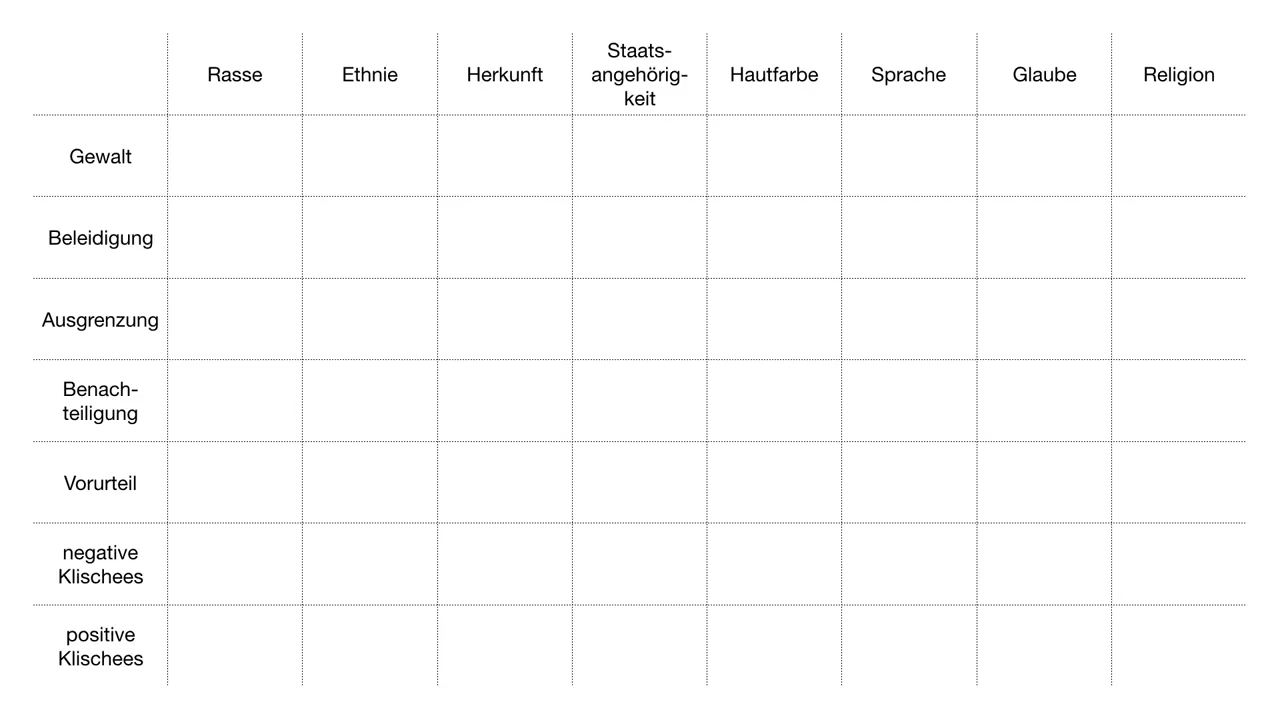 Rasse
Ethnie
Herkunft
Staats-
angehörig-
keit
Hautfarbe
Sprache
Glaube
Religion
Gewalt
Beleidigung
Ausgrenzung
Benach-
teiligung
Vorurteil
negative
Klischees
positive
Klischees